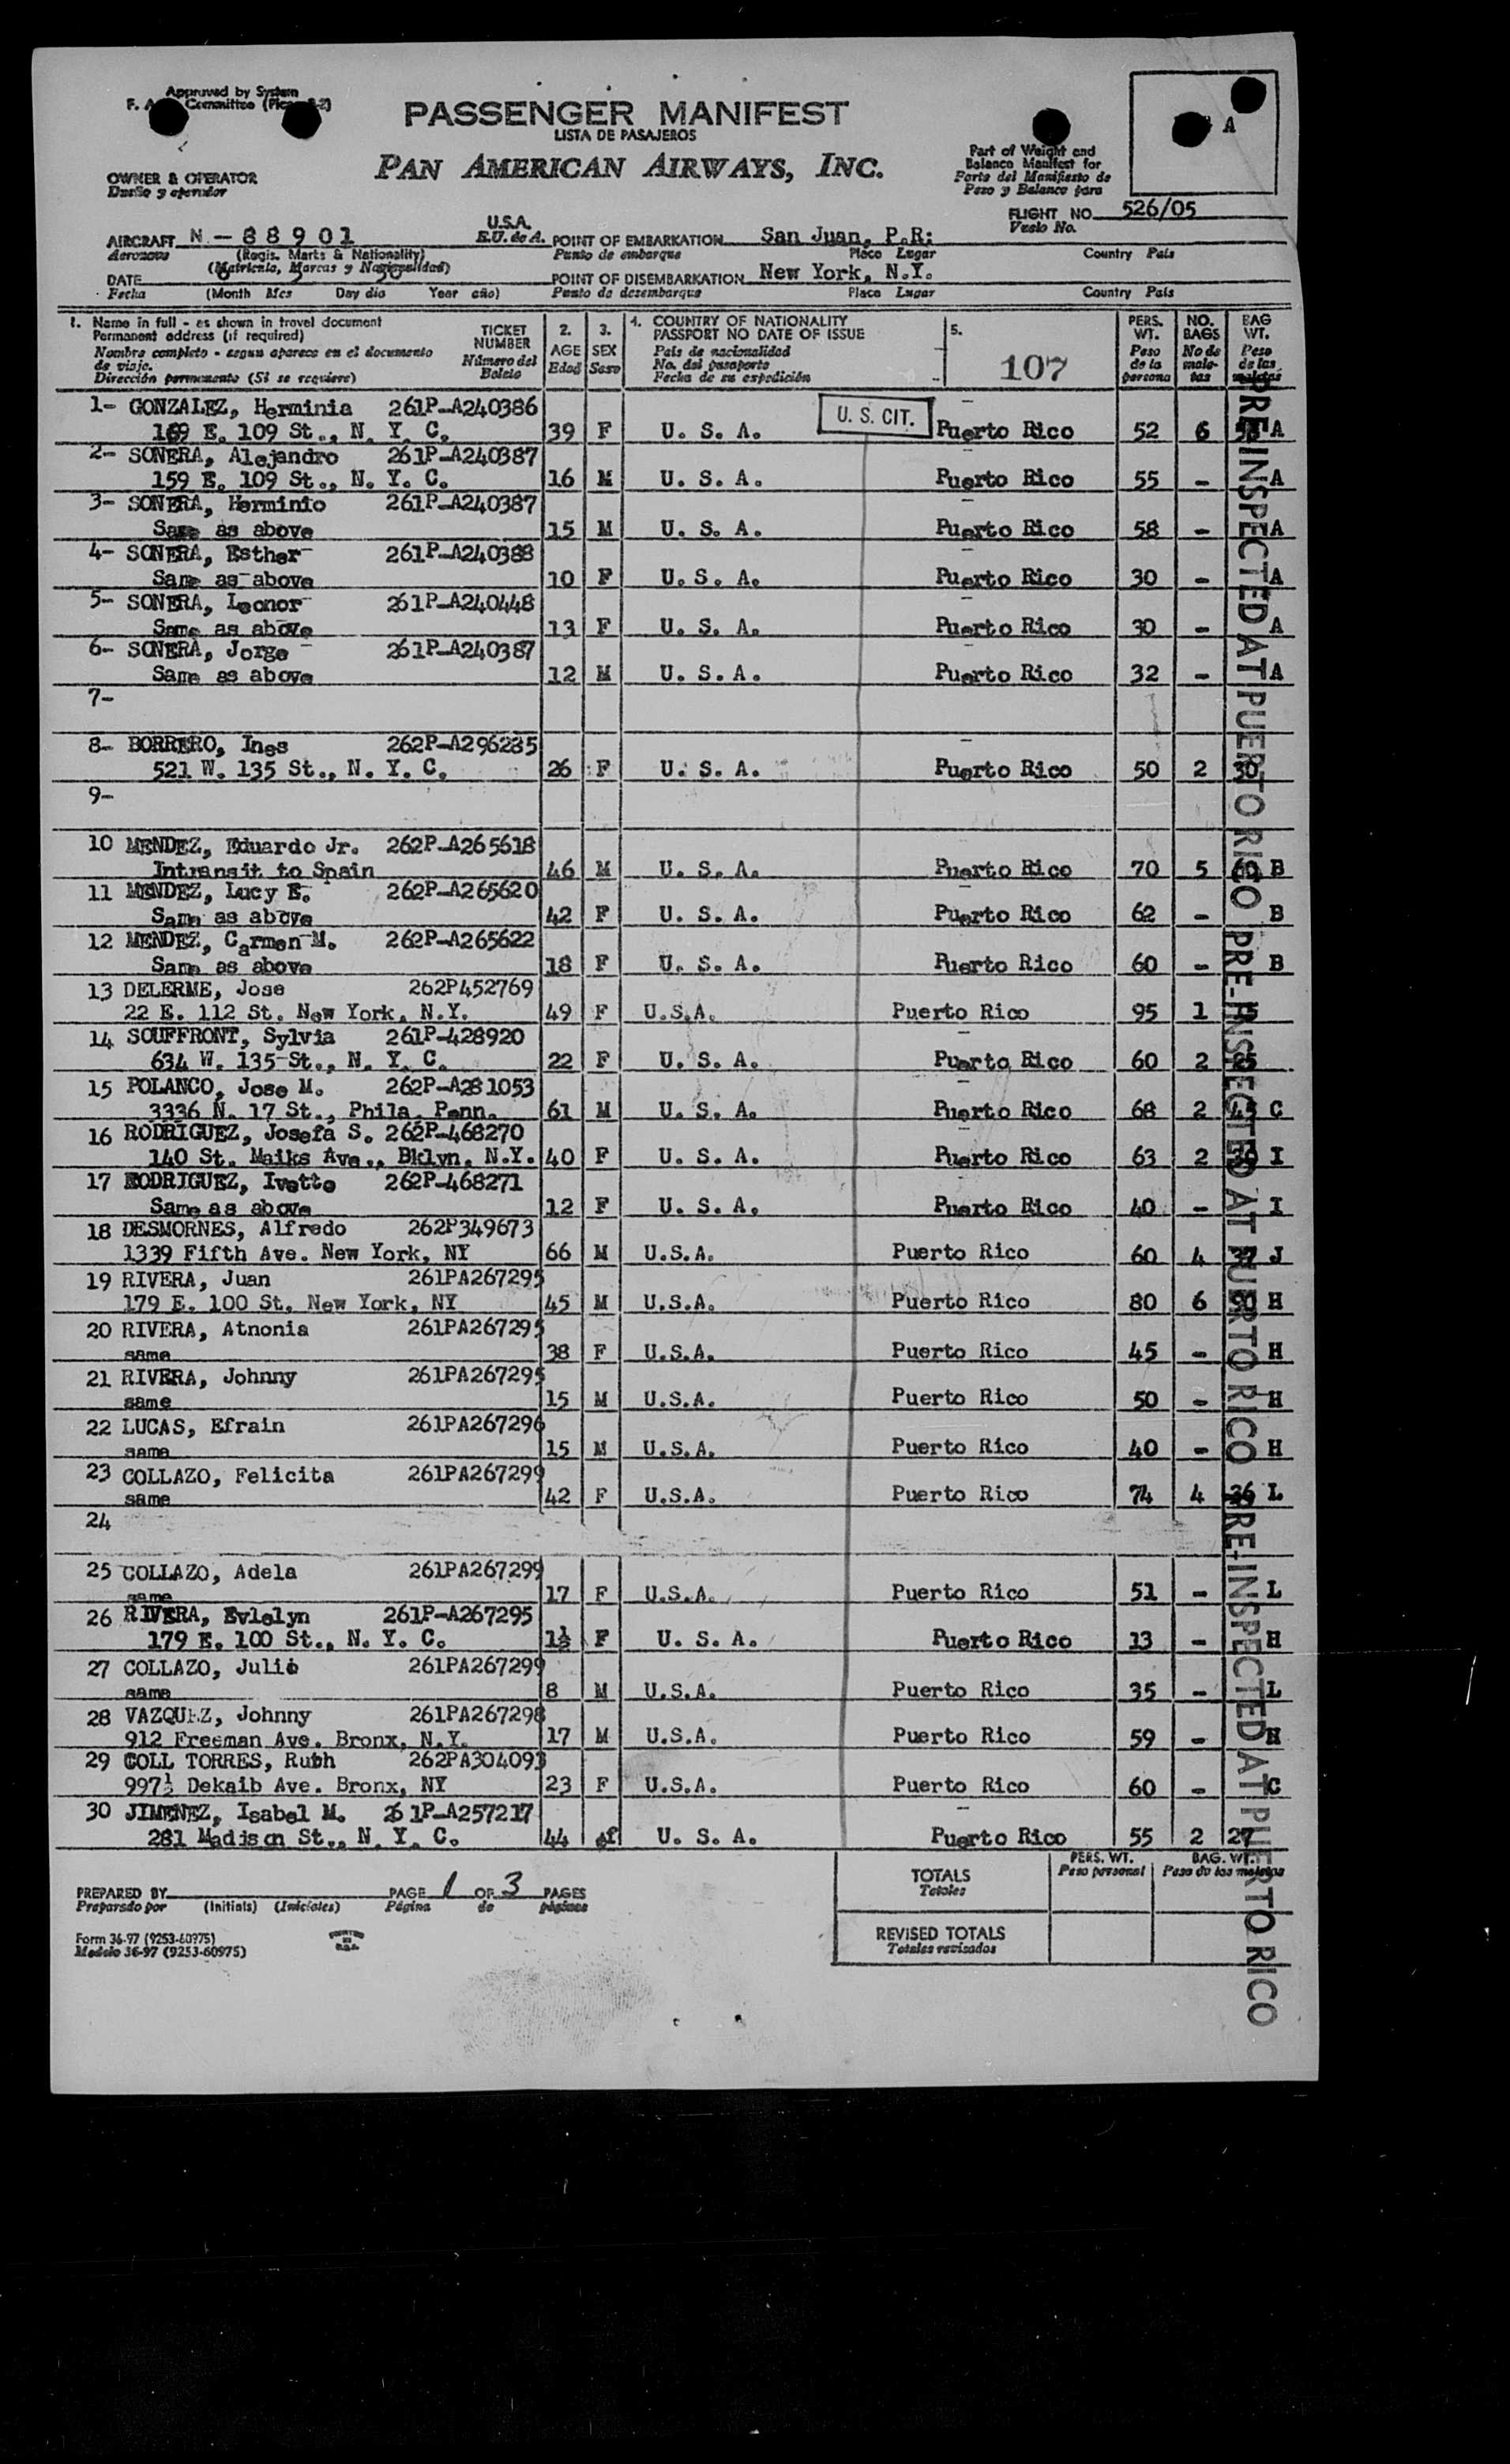 Approved by System
F. A. Committee
PASSENGER MANIFEST
LISTA DE PASAJEROS
PAN AMERICAN AIRWAYS, INC.
Part of Weight and
Balance Manifest for
Parte del Manifiesto de
Peso y Balance para
A
OWNER & OPERATOR
Dueño y operador
FLIGHT NO. 526/05
Vuelo No.
AIRCRAFT N-88901 U.S.A. POINT OF EMBARKATION San Juan, P.R:
E.U. de A.
Aeronave (Regis. Marks & Nationality) Punto de embarque Place Lugar Country País
(Matricula, Marcas y Nacionalidad)
DATE POINT OF DISEMBARKATION New York, N.Y.
Fecha (Month Mes Day dia Year año) Punto de desembarque Place Lugar Country País
1. Name in full - as shown in travel document
Permanent address (if required)
Nombre completo - segun aparece en el documento
de viaje.
Dirección permanente (Si se requiere)
TICKET
NUMBER
Número del
Boleto
2.
AGE
Edad
3.
SEX
Sexo
4. COUNTRY OF NATIONALITY
PASSPORT NO DATE OF ISSUE
País de nacionalidad
No. del pasaporte
Fecha de su expedición
5.
107
PERS.
WT.
Peso
de la
persona
NO.
BAGS
No de
male-
tas
BAG
WT.
Peso
de las
maletas
1- GONZALEZ, Herminia 261P-A240386 U. S. CIT.
E. 109 St., N. Y. C. 39 F U. S. A. Puerto Rico 52 6 A
2- SONERA, Alejandro 261P-A240387
159 E. 109 St., N. Y. C. 16 M U. S. A. Puerto Rico 55 - A
3- SONERA, Herminio 261P-A240387
Same as above 15 M U. S. A. Puerto Rico 58 - A
4- SONERA, Esther 261P-A240388
Same as above 10 F U.S. A. Puerto Rico 30 - A
5- SONERA, Leonor 261P-A240448
Same as above 13 F U. S. A. Puerto Rico 30 - A
6- SONERA, Jorge 261P-A240387
Same as above 12 M U. S. A. Puerto Rico 32 - A
7-
8- BORRERO, Ines 262P-A296235
521 W. 135 St., N. Y. C. 26 F U. S. A. Puerto Rico 50 2 30
9-
10 MENDEZ, Eduardo Jr. 262P-A265618
Intransit to Spain 46 M U. S. A. Puerto Rico 70 5 B
11 MENDEZ, Lucy E. 262P-A265620
Same as above 42 F U. S. A. Puerto Rico 62 - B
12 MENDEZ, Carmen M. 262P-A265622
Same as above 18 F U. S. A. Puerto Rico 60 - B
13 DELERME, Jose 262P452769
22 E. 112 St. New York, N.Y. 49 F U.S.A. Puerto Rico 95 1
14 SOUFFRONT, Sylvia 261P-428920
634 W. 135 St., N. Y. C. 22 F U. S. A. Puerto Rico 60 2
15 POLANCO, Jose M. 262P-A281053
3336 N. 17 St., Phila. Penn. 61 M U. S. A. Puerto Rico 68 2 45 C
16 RODRIGUEZ, Josefa S. 262P-468270
140 St. Maiks Ave., Bklyn. N.Y. 40 F U. S. A. Puerto Rico 63 2 I
17 RODRIGUEZ, Ivette 262P-468271
Same as above 12 F U. S. A. Puerto Rico 40 - I
18 DESMORNES, Alfredo 262P349673
1339 Fifth Ave. New York, NY 66 M U.S.A. Puerto Rico 60 4 J
19 RIVERA, Juan 261PA267295
179 E. 100 St. New York, NY 45 M U.S.A. Puerto Rico 80 6 H
20 RIVERA, Atnonia 261PA267295
same 38 F U.S.A. Puerto Rico 45 - H
21 RIVERA, Johnny 261PA267295
same 15 M U.S.A. Puerto Rico 50 - H
22 LUCAS, Efrain 261PA267296
same 15 M U.S.A. Puerto Rico 40 - H
23 COLLAZO, Felicita 261PA267299
same 42 F U.S.A. Puerto Rico 74 4 36 L
24
25 COLLAZO, Adela 261PA267299
same 17 F U.S.A. Puerto Rico 51 - L
26 RIVERA, Evlelyn 261P-A267295
179 E. 100 St., N. Y. C. 1½ F U. S. A. Puerto Rico 13 - H
27 COLLAZO, Julio 261PA267299
same 8 M U.S.A. Puerto Rico 35 - L
28 VAZQUEZ, Johnny 261PA267298
912 Freeman Ave. Bronx, N.Y. 17 M U.S.A. Puerto Rico 59 - H
29 COLL TORRES, Ruth 262PA304093
997½ Dekalb Ave. Bronx, NY 23 F U.S.A. Puerto Rico 60 - C
30 JIMENEZ, Isabel M. 261P-A257217
281 Madison St., N. Y. C. 44 f U. S. A. Puerto Rico 55 2 27
PRE-INSPECTED AT PUERTO RICO PRE-INSPECTED AT PUERTO RICO PRE-INSPECTED AT PUERTO RICO
PREPARED BY PAGE 1 OF 3 PAGES
Preparado por (Initials) (Iniciales) Página de páginas
TOTALS
Totales
PERS. WT.
Peso personal
BAG. WT.
Peso de las maletas
REVISED TOTALS
Totales revisados
Form 36-97 (9253-60975)
Modelo 36-97 (9253-60975)
PRINTED
IN
U.S.A.